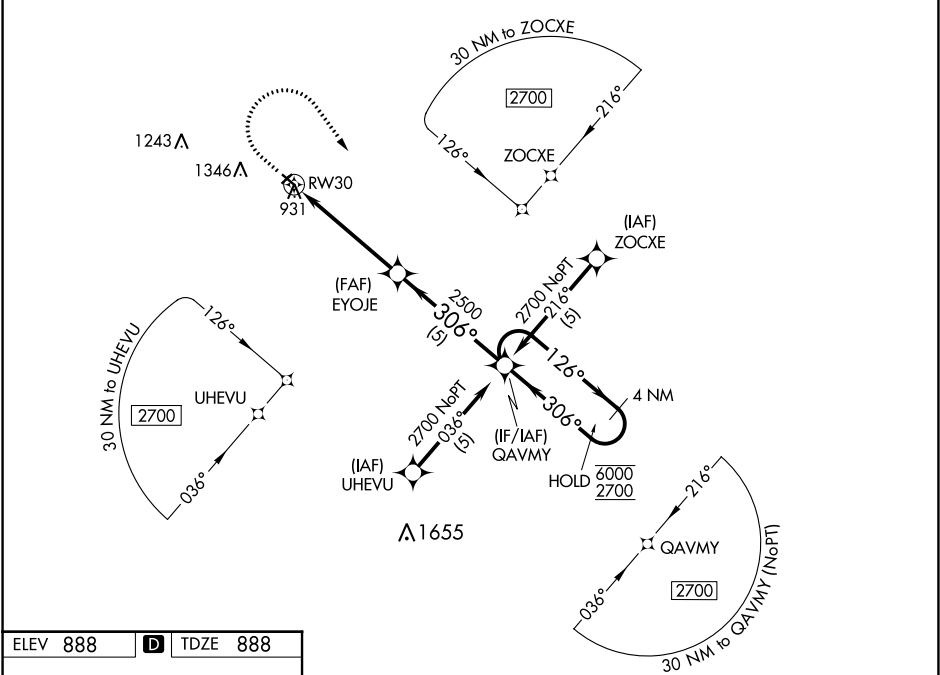 30 NM to ZOCXE
2700
216°
126°
ZOCXE
1243
1346
RW30
931
(IAF)
ZOCXE
(FAF)
EYOJE
2500
306°
(5)
2700 NoPT
216°
(5)
126°
306°
4 NM
HOLD 6000
2700
(IF/IAF)
QAVMY
2700 NoPT
036°
(5)
(IAF)
UHEVU
1655
30 NM to UHEVU
126°
2700
UHEVU
036°
216°
QAVMY
2700
036°
30 NM to QAVMY (NoPT)
ELEV 888 D TDZE 888